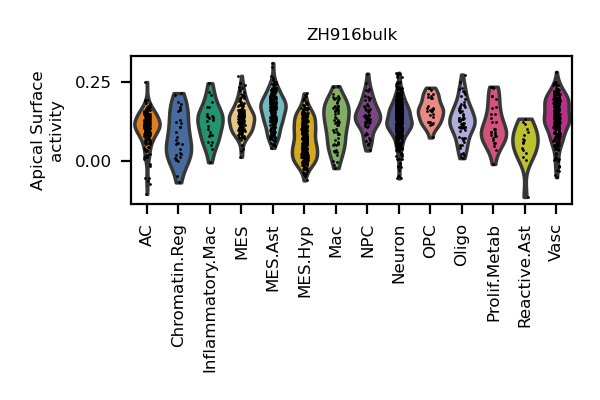 ZH916bulk
Apical Surface
activity
0.25
0.00
AC
Chromatin.Reg
Inflammatory.Mac
MES
MES.Ast
MES.Hyp
Mac
NPC
Neuron
OPC
Oligo
Prolif.Metab
Reactive.Ast
Vasc